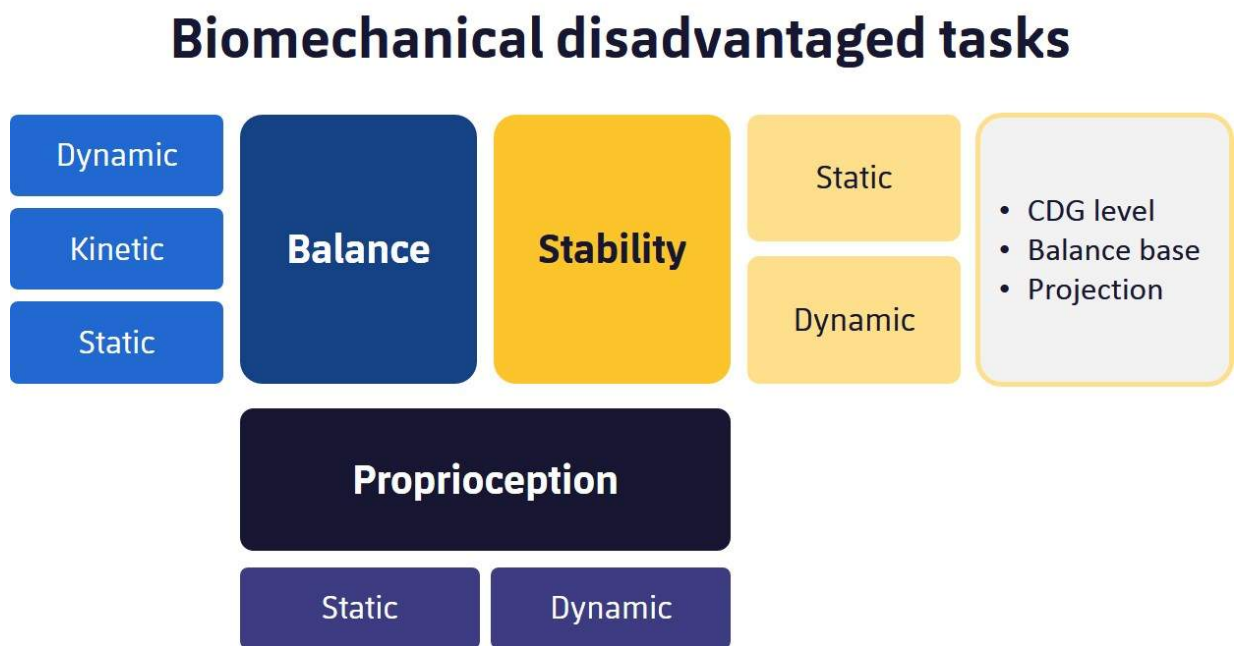 Biomechanical disadvantaged tasks
Dynamic
Kinetic
Static
Balance
Stability
Static
Dynamic
• CDG level
• Balance base
• Projection
Proprioception
Static
Dynamic